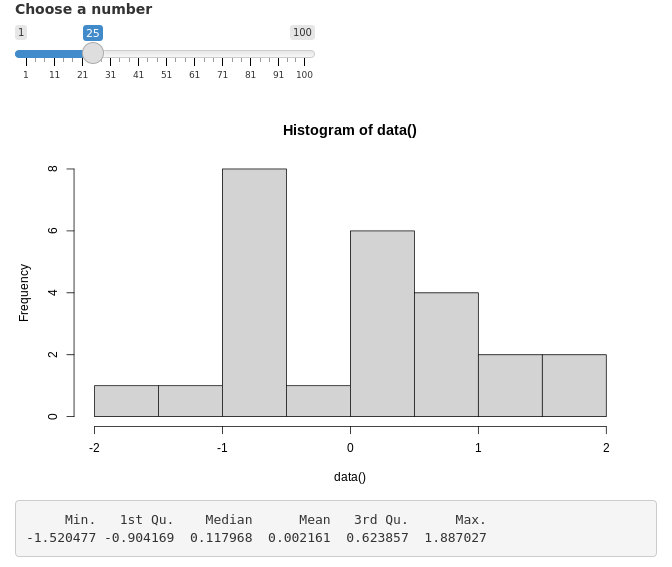 Choose a number
1 25 100
1 11 21 31 41 51 61 71 81 91 100
Histogram of data()
Frequency
8
6
4
2
0
-2 -1 0 1 2
data()
Min. 1st Qu. Median Mean 3rd Qu. Max.
-1.520477 -0.904169 0.117968 0.002161 0.623857 1.887027